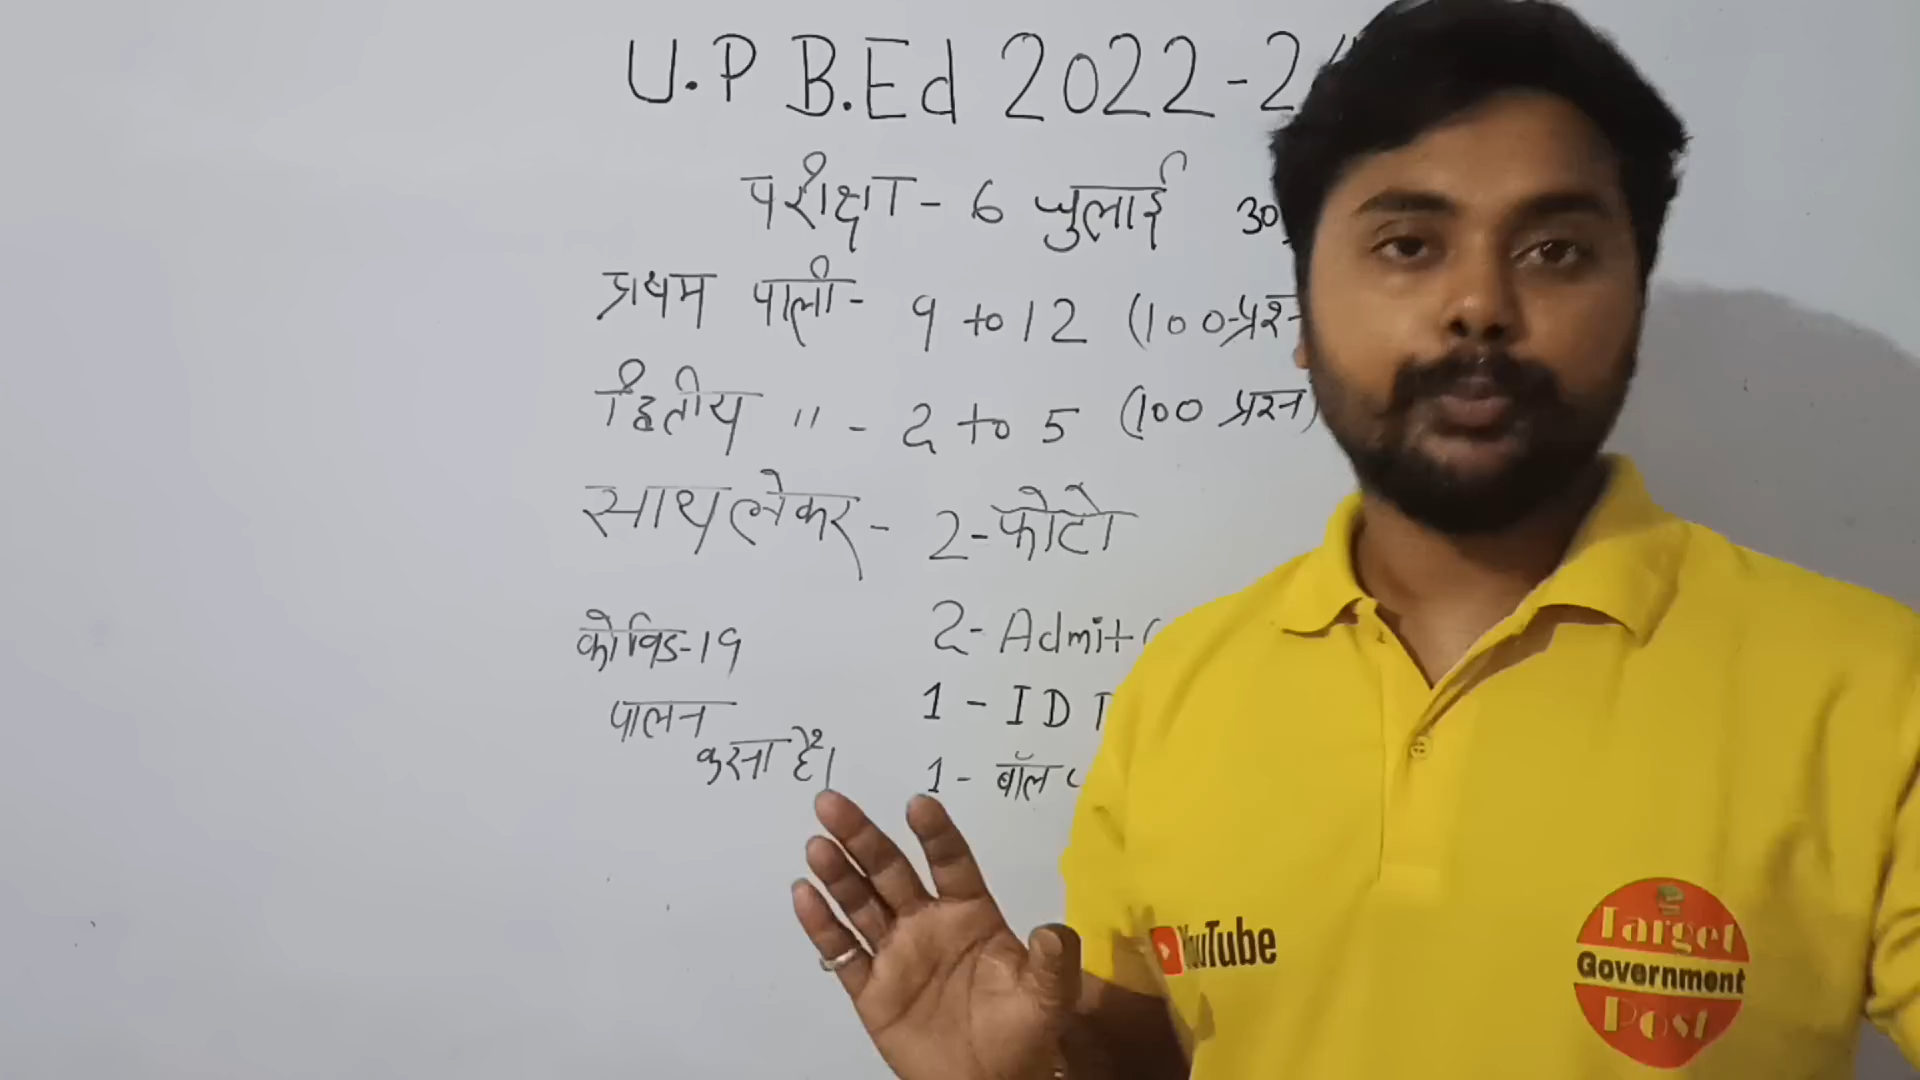 U.P B.Ed 2022-2
परीक्षा - 6 जुलाई 30
प्रथम पाली - 9 to 12 (100-प्रश्न
द्वितीय " - 2 to 5 (100 प्रश्न)
साथ लेकर - 2-फोटो
2- Admit
1 - ID
1- बॉल
कोविड-19
पालन
करना है।
YouTube
Target
Government
Post